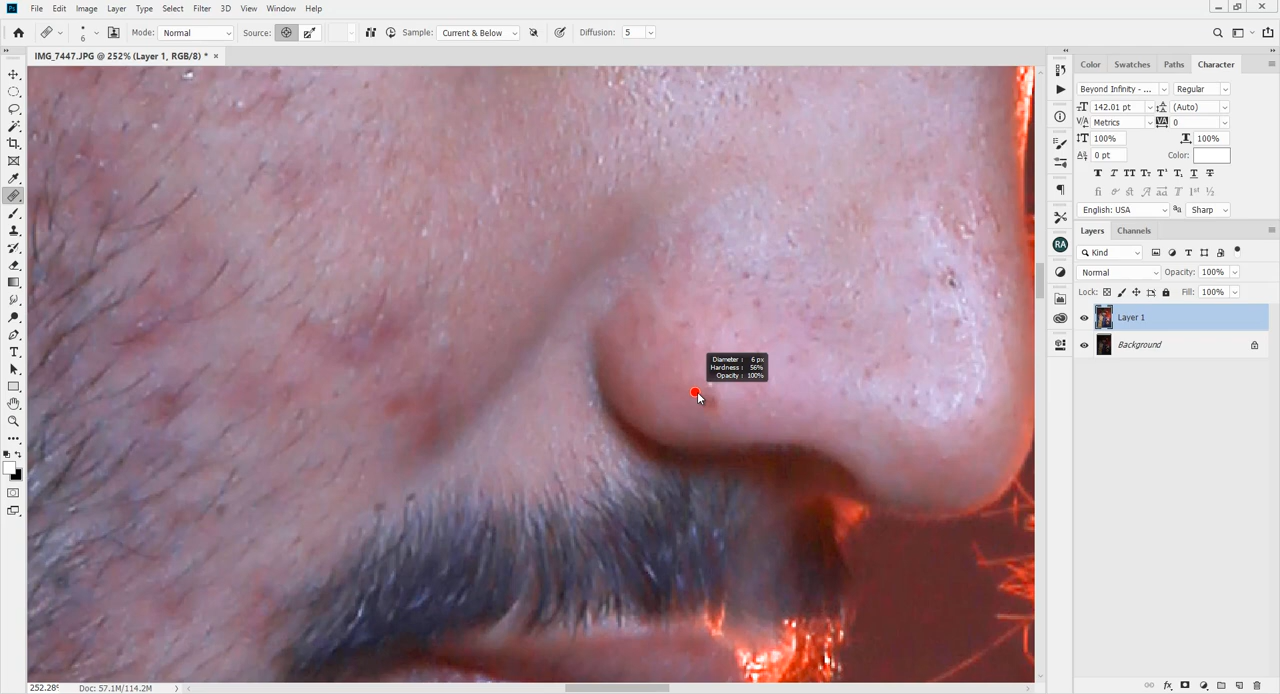 File Edit Image Layer Type Select Filter 3D View Window Help
6 Mode: Normal Source: Sample: Current & Below Diffusion: 5
IMG_7447.JPG @ 252% (Layer 1, RGB/8) *
Color Swatches Paths Character
Beyond Infinity - ... Regular
142.01 pt (Auto)
Metrics 0
100% 100%
0 pt Color:
English: USA Sharp
Layers Channels
Kind
Normal Opacity: 100%
Lock: Fill: 100%
Layer 1
Background
Diameter : 6 px
Hardness : 56%
Opacity : 100%
252.28% Doc: 57.1M/114.2M